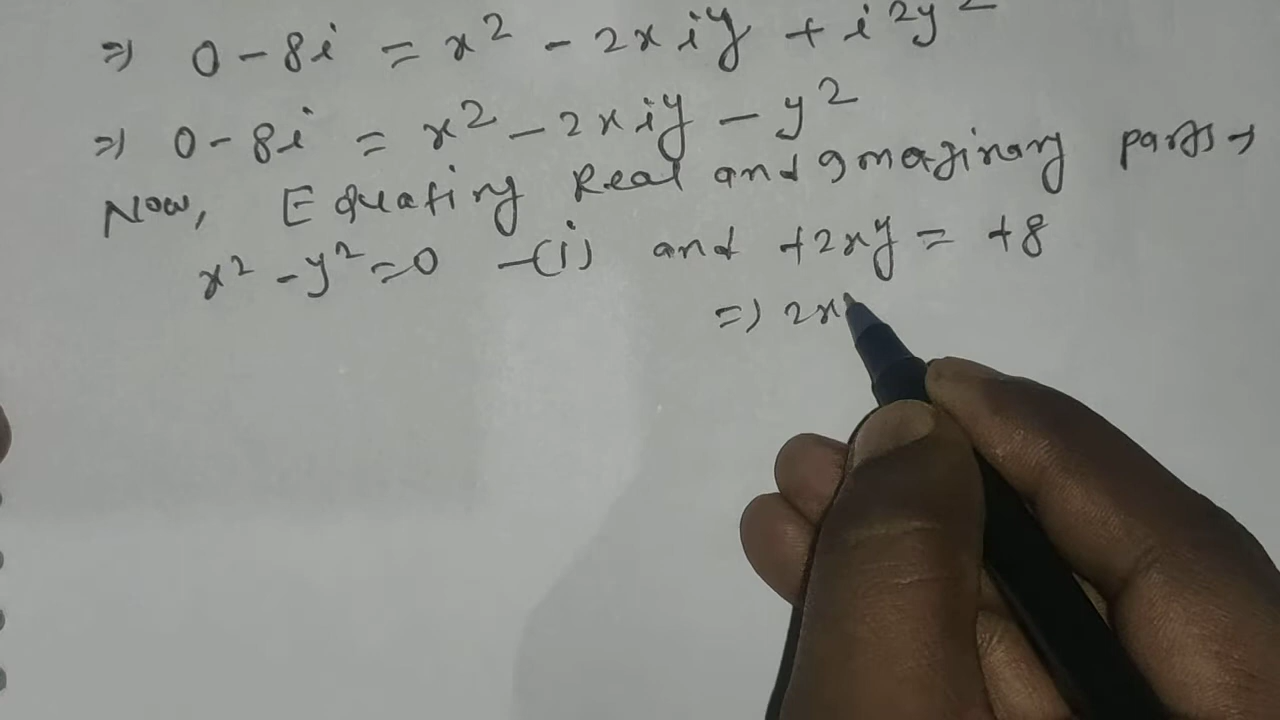 ⇒ 0 - 8i = x² - 2xiy + i²y²
⇒ 0 - 8i = x² - 2xiy - y²
Now, Equating Real and Imaginary parts →
x² - y² = 0 -(i) and +2xy = +8
⇒ 2x